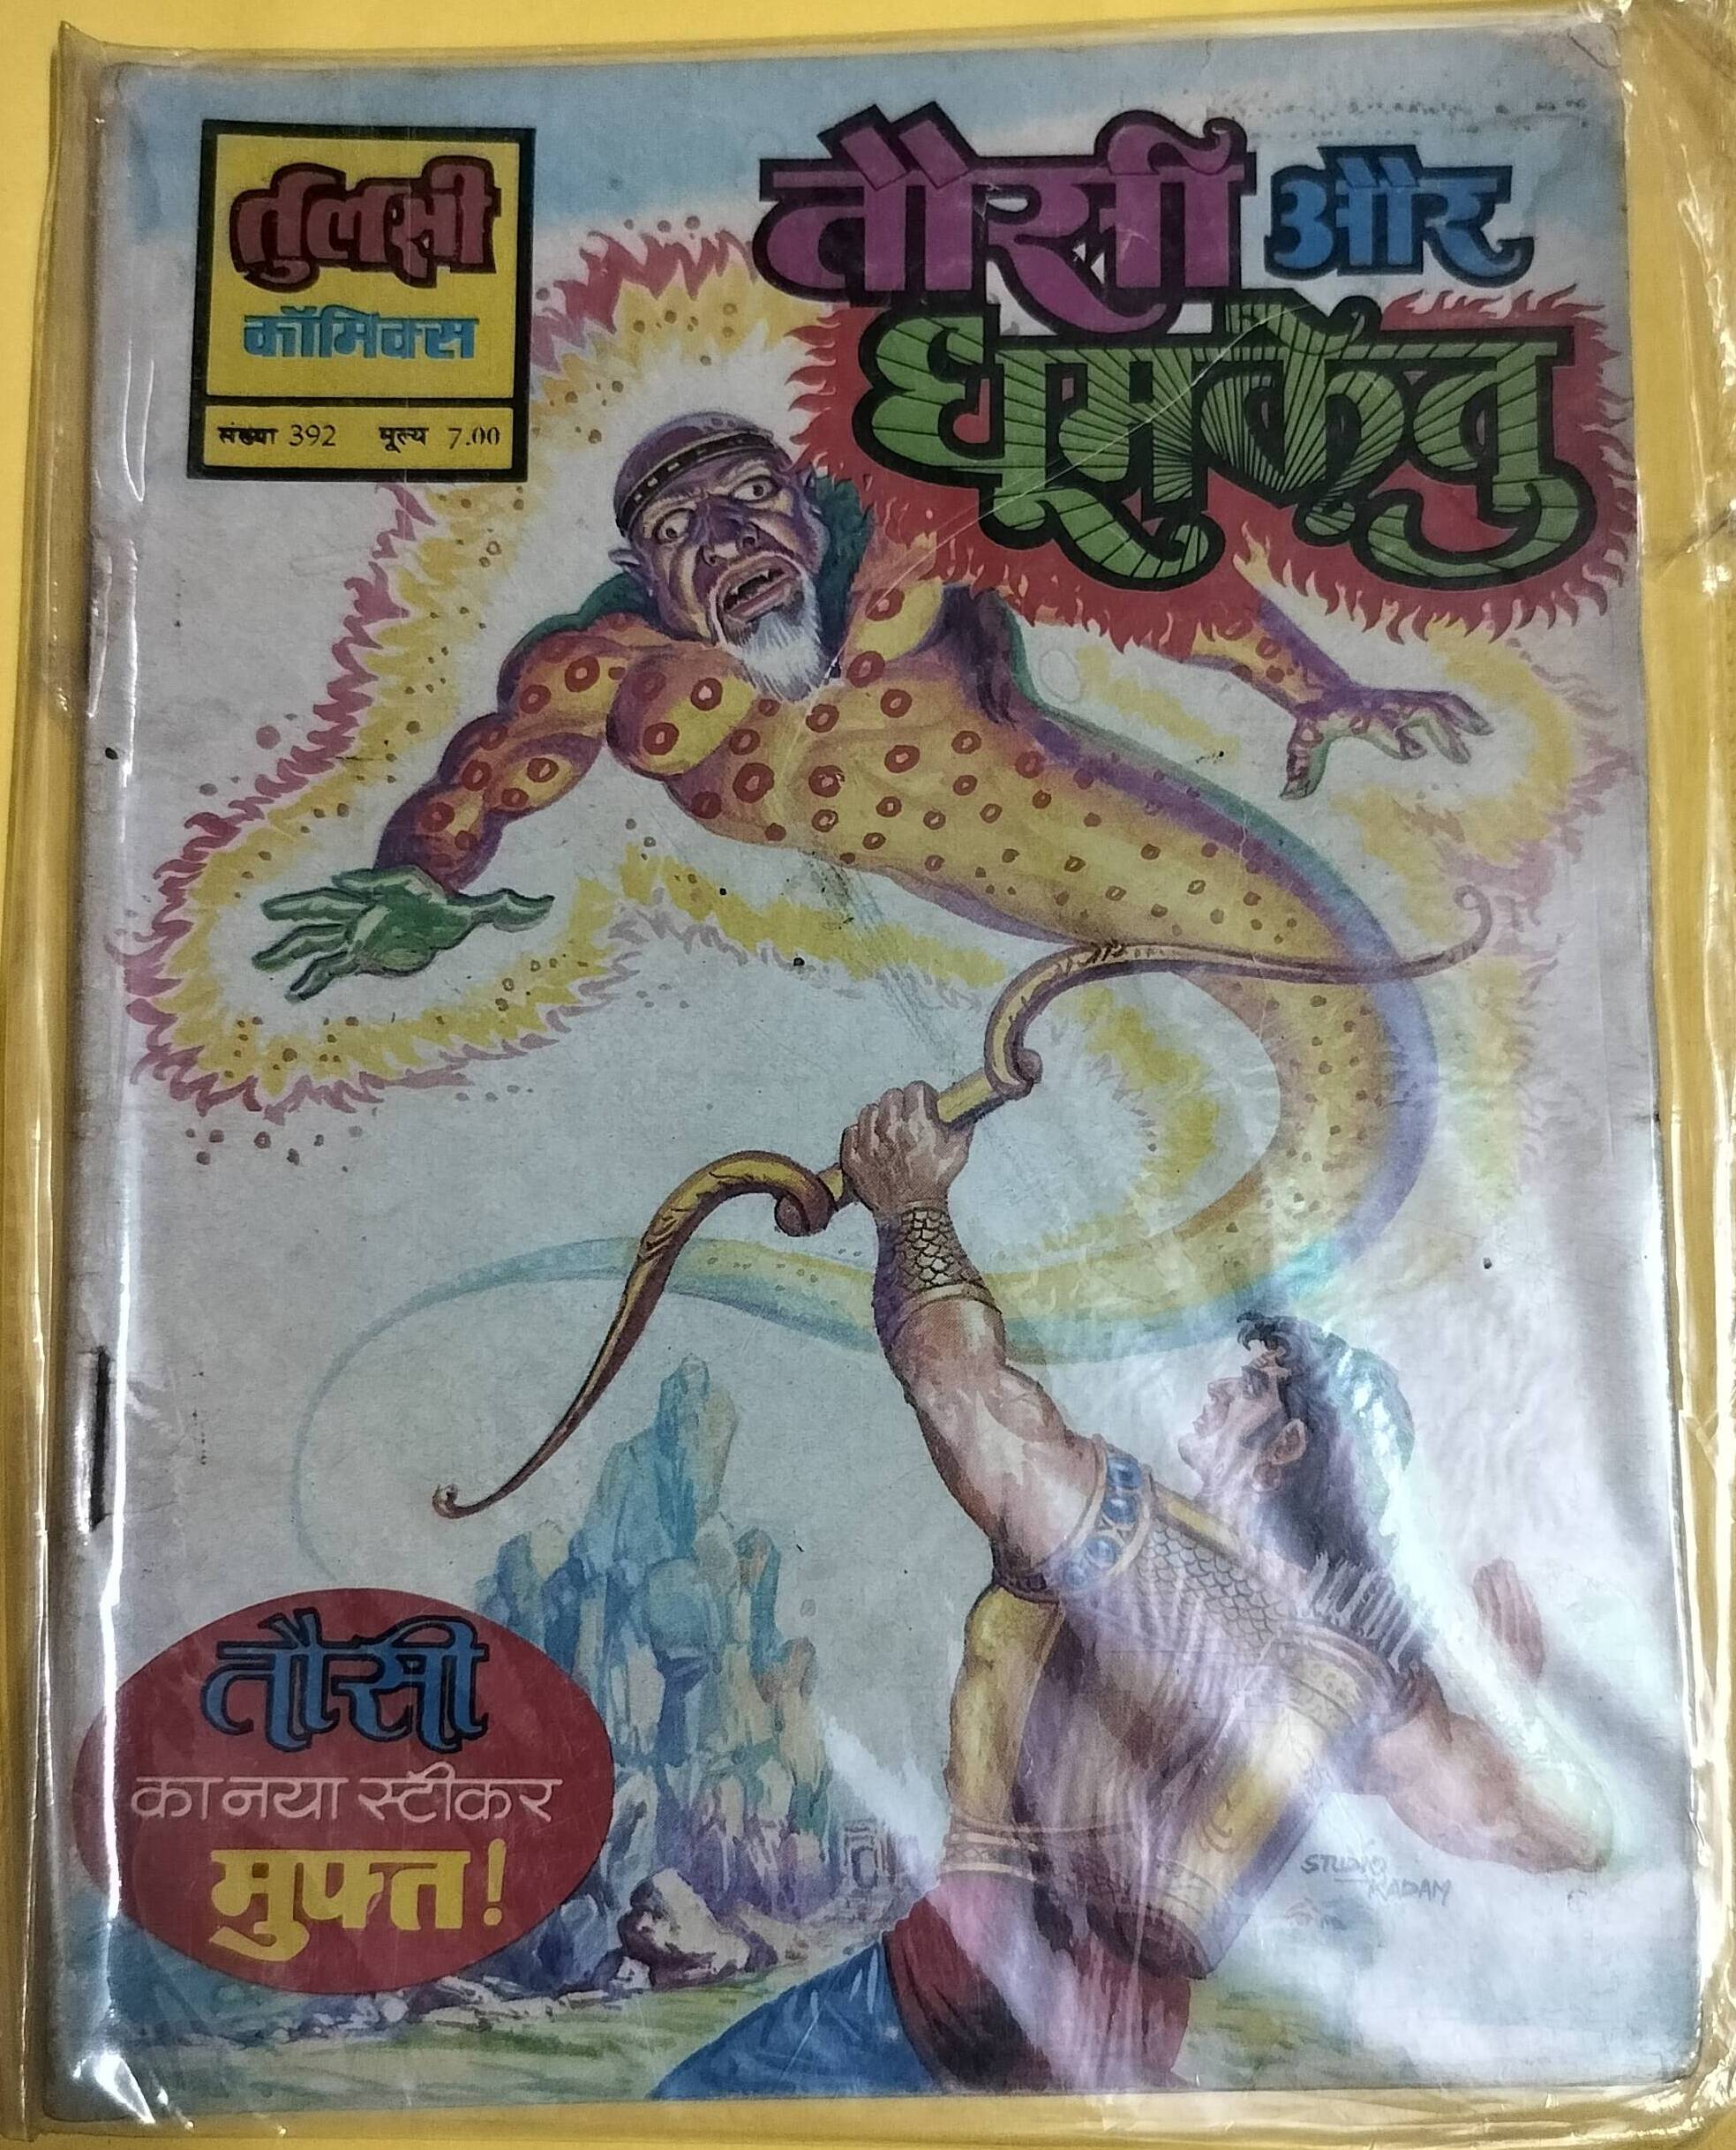 तुलसी
कॉमिक्स
संख्या 392 मूल्य 7.00
तौसी और
धूमकेतु
तौसी
का नया स्टीकर
मुफ्त!
STUDIO
KADAM